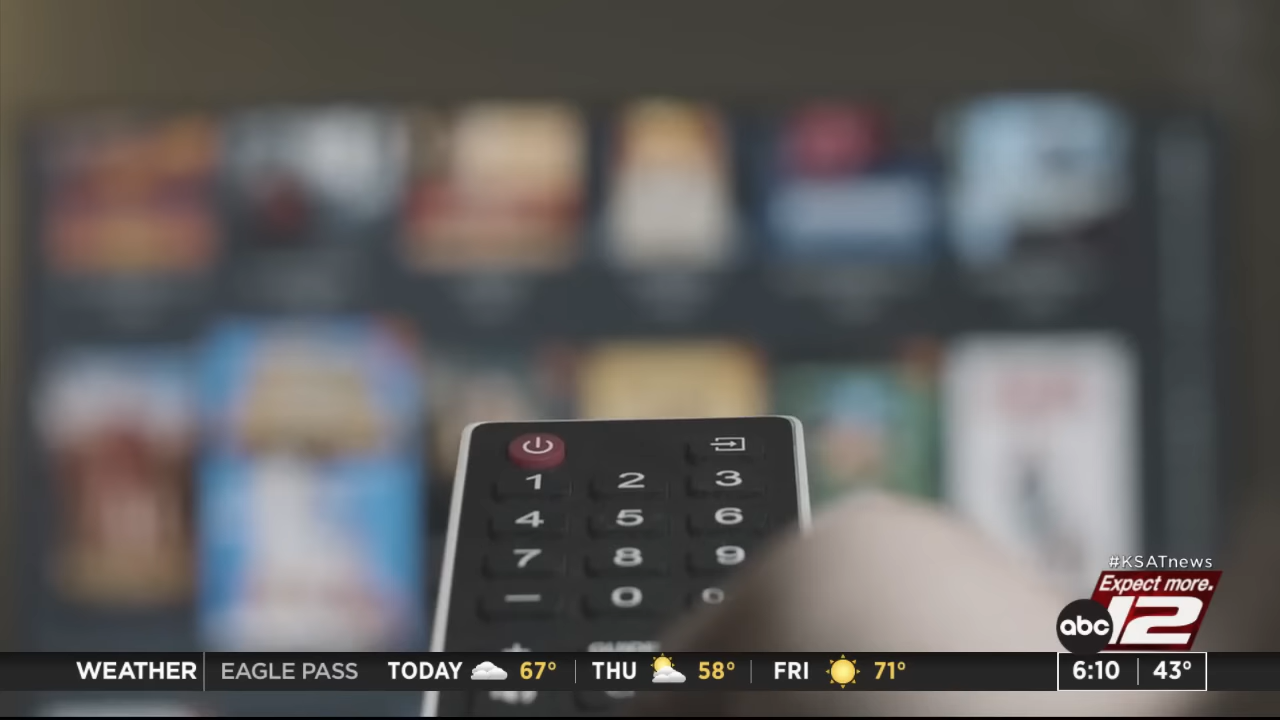 1 2 3
4 5 6
7 8 9
0
GUIDE
#KSATnews
Expect more.
abc 12
WEATHER EAGLE PASS TODAY 67° THU 58° FRI 71° 6:10 43°